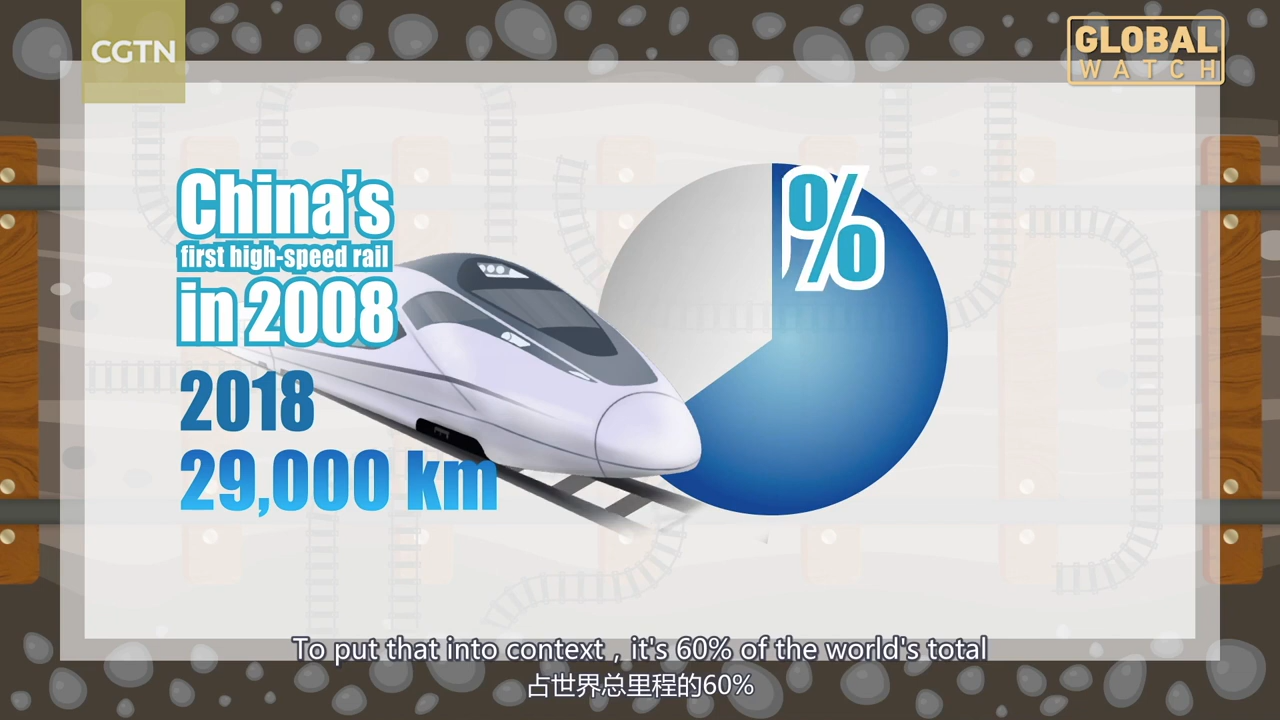 CGTN
GLOBAL
WATCH
China's
first high-speed rail
in 2008
2018
29,000 km
%
To put that into context , it's 60% of the world's total
占世界总里程的60%